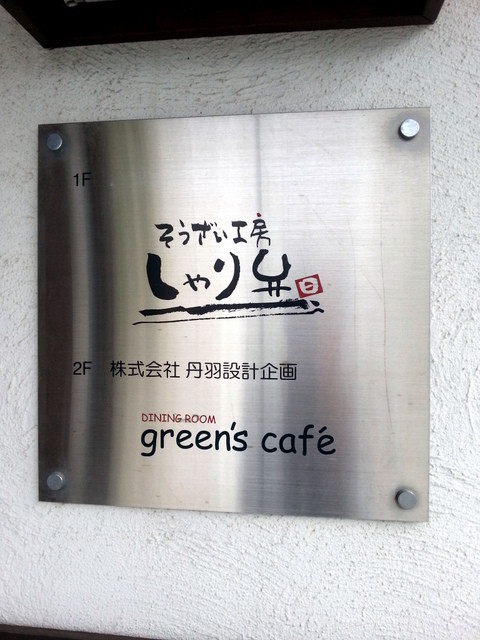 1F
そうざい工房
しゃり弁
2F 株式会社 丹羽設計企画
DINING ROOM
green's café